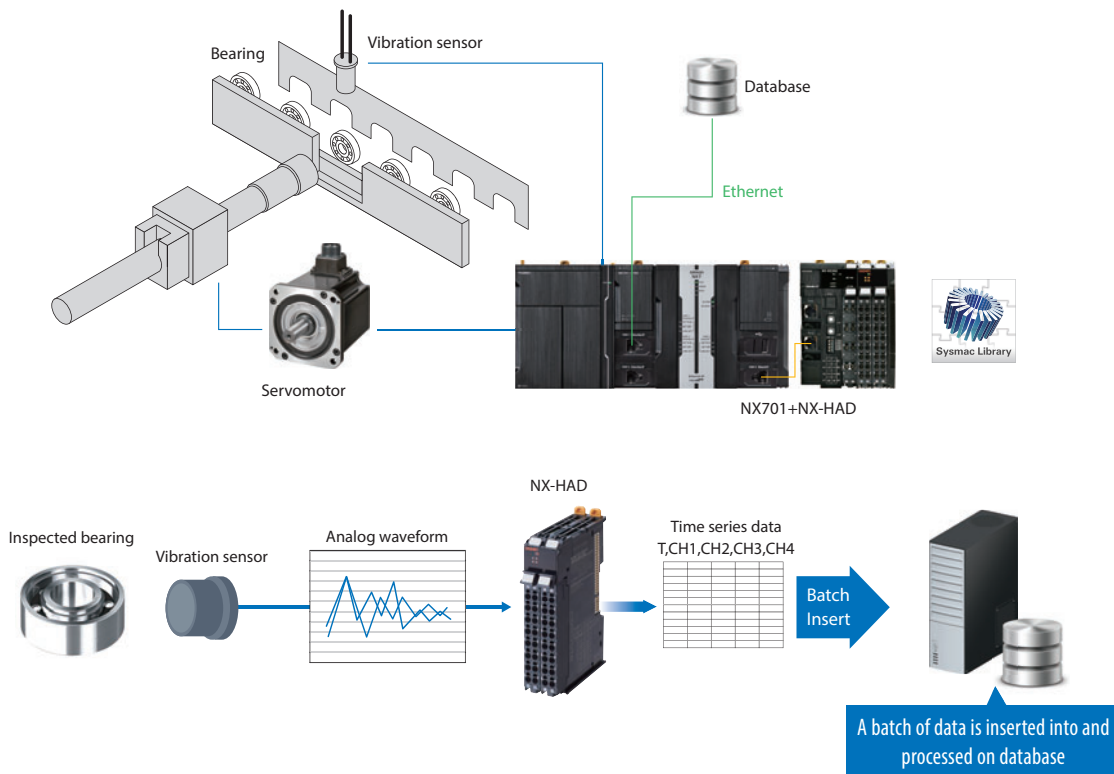 Vibration sensor
Bearing
Database
Ethernet
Sysmac Library
Servomotor
NX701+NX-HAD
NX-HAD
Inspected bearing
Vibration sensor
Analog waveform
Time series data
T,CH1,CH2,CH3,CH4
Batch
Insert
A batch of data is inserted into and
processed on database